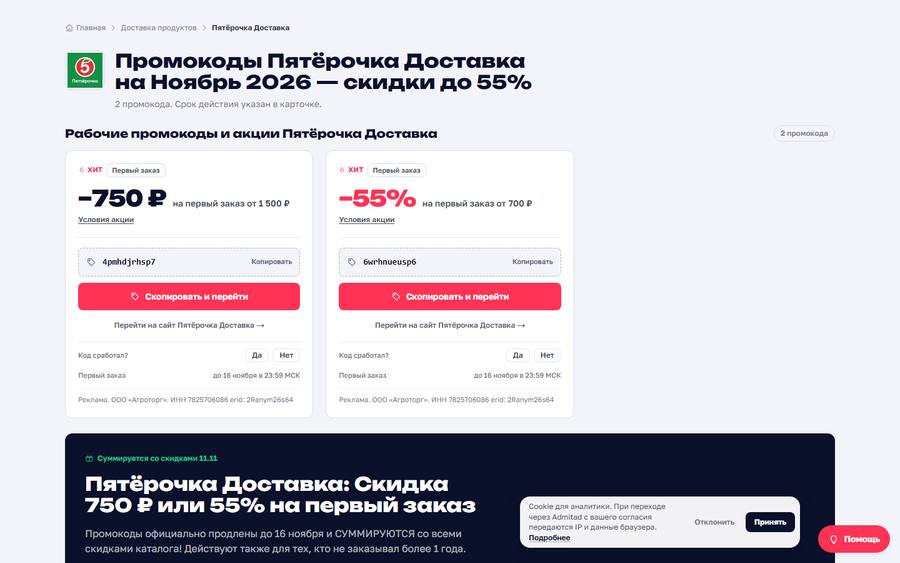 Главная
Доставка продуктов
Пятёрочка Доставка
5
Пятёрочка
Промокоды Пятёрочка Доставка
на Ноябрь 2026 — скидки до 55%
2 промокода. Срок действия указан в карточке.
Рабочие промокоды и акции Пятёрочка Доставка
2 промокода
ХИТ
Первый заказ
−750 ₽ на первый заказ от 1 500 ₽
Условия акции
4pmhdjrhsp7
Копировать
Скопировать и перейти
Перейти на сайт Пятёрочка Доставка →
Код сработал?
Да
Нет
Первый заказ
до 16 ноября в 23:59 МСК
Реклама. ООО «Агроторг». ИНН 7825706086 erid: 2Ranym26s64
ХИТ
Первый заказ
−55% на первый заказ от 700 ₽
Условия акции
6wrhnueusp6
Копировать
Скопировать и перейти
Перейти на сайт Пятёрочка Доставка →
Код сработал?
Да
Нет
Первый заказ
до 16 ноября в 23:59 МСК
Реклама. ООО «Агроторг». ИНН 7825706086 erid: 2Ranym26s64
Суммируется со скидками 11.11
Пятёрочка Доставка: Скидка
750 ₽ или 55% на первый заказ
Промокоды официально продлены до 16 ноября и СУММИРУЮТСЯ со всеми
скидками каталога! Действуют также для тех, кто не заказывал более 1 года.
Cookie для аналитики. При переходе
через Admitad с вашего согласия
передаются IP и данные браузера.
Подробнее
Отклонить
Принять
Помощь